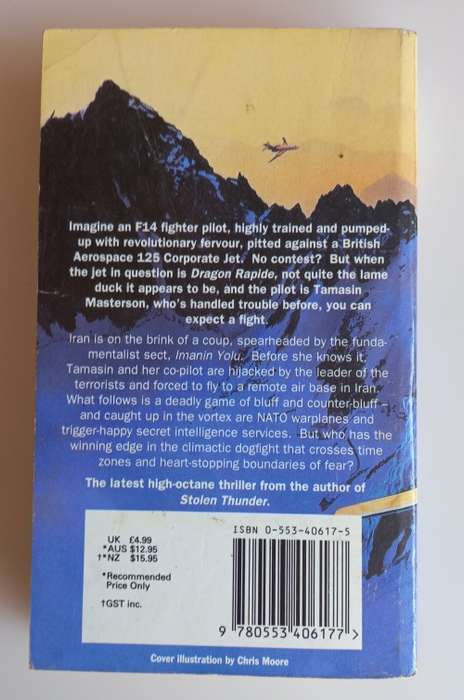 Imagine an F14 fighter pilot, highly trained and pumped-
up with revolutionary fervour, pitted against a British
Aerospace 125 Corporate Jet. No contest? But when
the jet in question is Dragon Rapide, not quite the lame
duck it appears to be, and the pilot is Tamasin
Masterson, who's handled trouble before, you can
expect a fight.
Iran is on the brink of a coup, spearheaded by the funda-
mentalist sect, Imanin Yolu. Before she knows it,
Tamasin and her co-pilot are hijacked by the leader of the
terrorists and forced to fly to a remote air base in Iran.
What follows is a deadly game of bluff and counter-bluff –
and caught up in the vortex are NATO warplanes and
trigger-happy secret intelligence services. But who has the
winning edge in the climactic dogfight that crosses time
zones and heart-stopping boundaries of fear?
The latest high-octane thriller from the author of
Stolen Thunder.
UK £4.99
*AUS $12.95
†*NZ $15.95
*Recommended
Price Only
†GST inc.
ISBN 0-553-40617-5
9 780553 406177 >
Cover illustration by Chris Moore